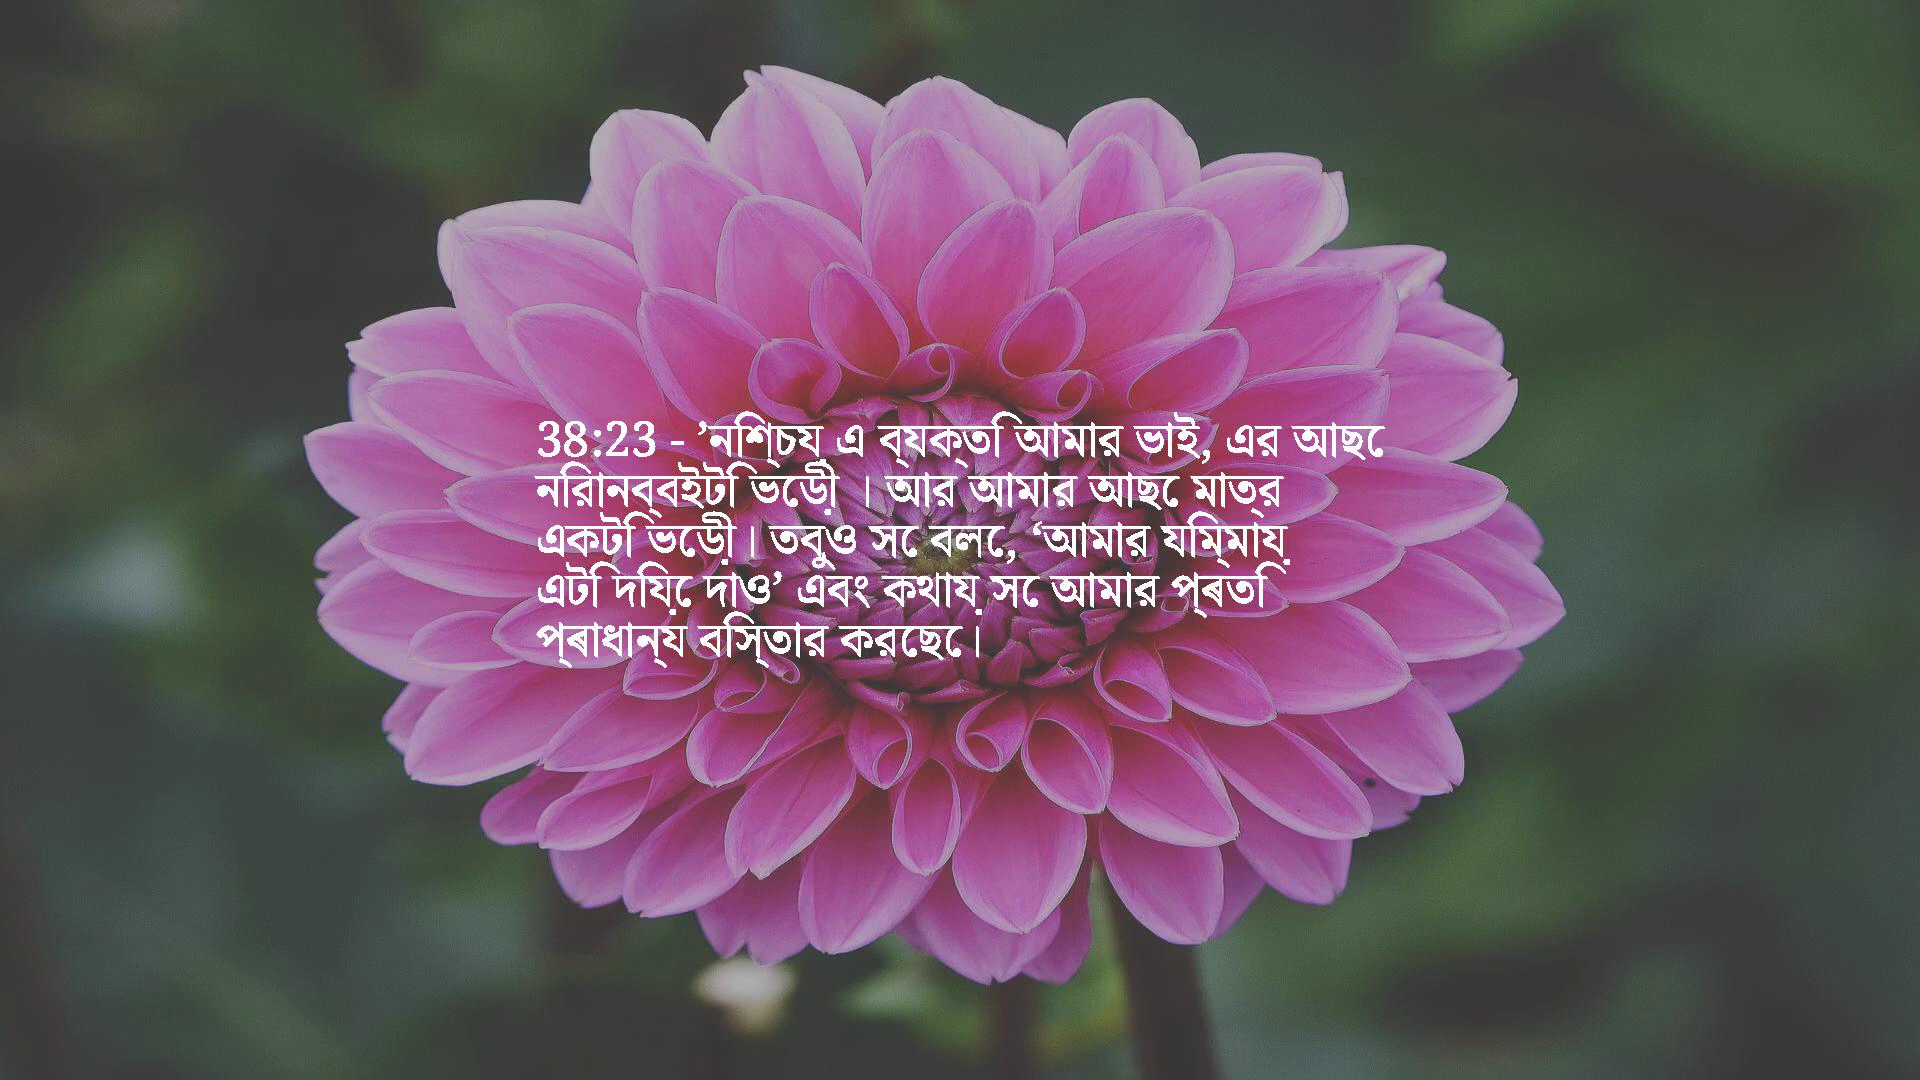 38:23 - ’নিশ্চয় এ ব্যক্তি আমার ভাই, এর আছে
নিরানব্বইটি ভেড়ী । আর আমার আছে মাত্র
একটি ভেড়ী। তবুও সে বলে, ‘আমার যিম্মায়
এটি দিয়ে দাও’ এবং কথায় সে আমার প্রতি
প্রাধান্য বিস্তার করেছে।